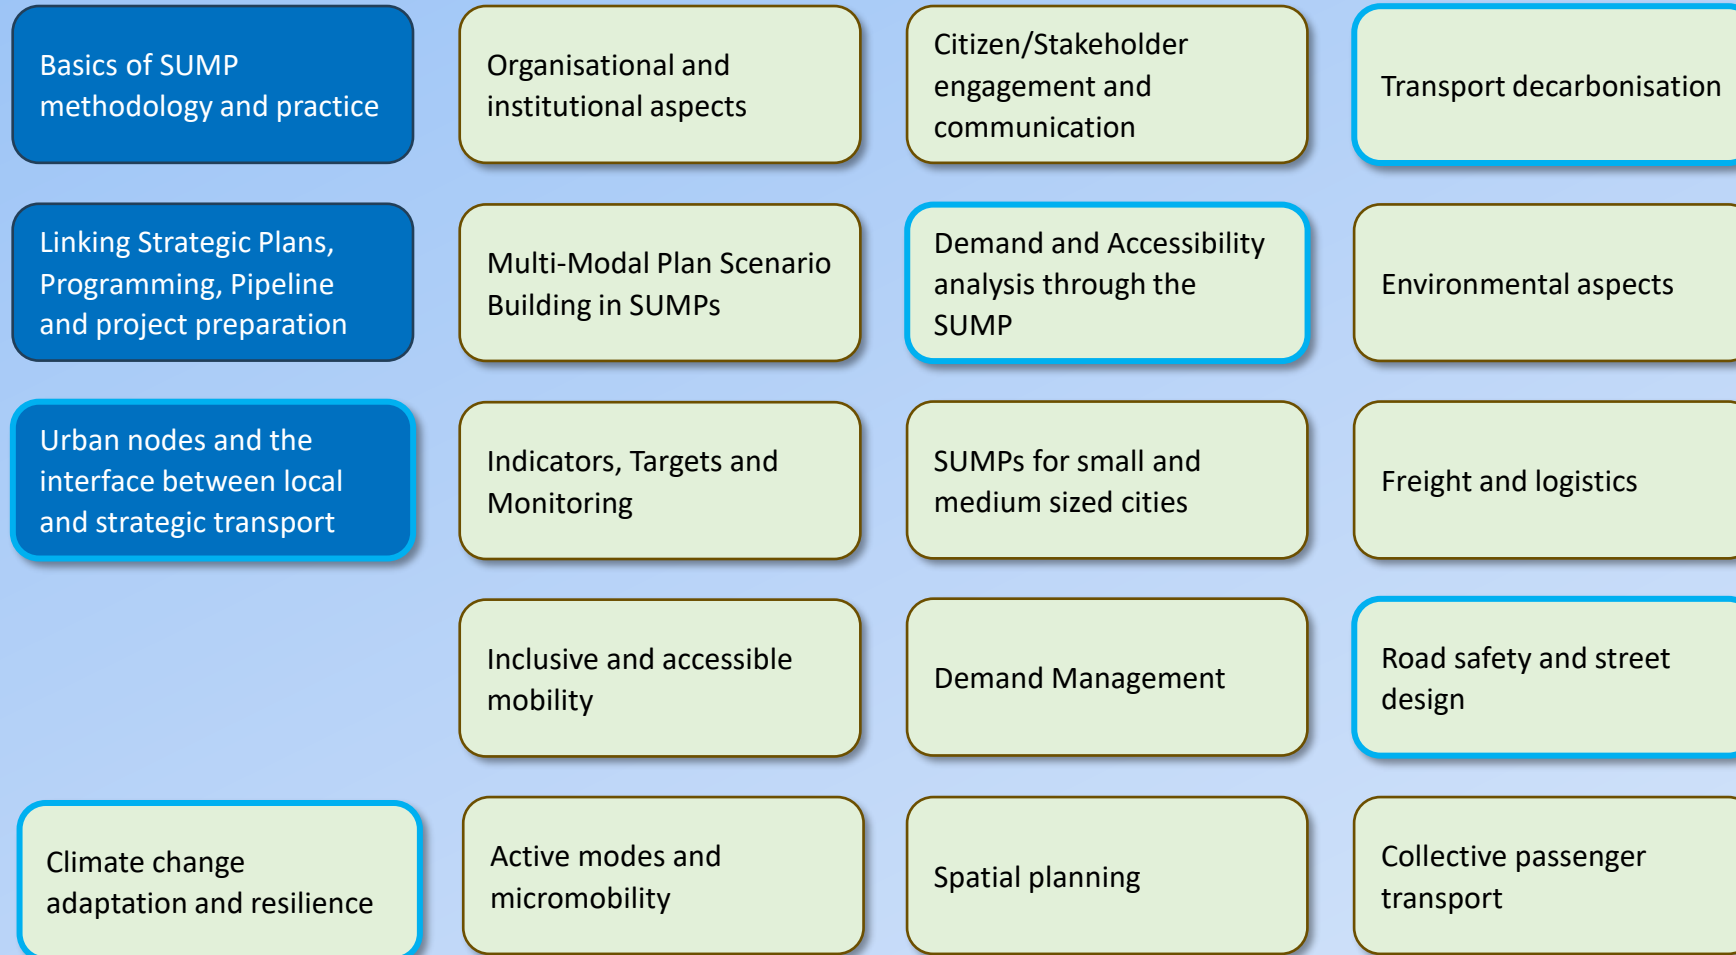 Basics of SUMP
methodology and practice
Organisational and
institutional aspects
Citizen/Stakeholder
engagement and
communication
Transport decarbonisation
Linking Strategic Plans,
Programming, Pipeline
and project preparation
Multi-Modal Plan Scenario
Building in SUMPs
Demand and Accessibility
analysis through the
SUMP
Environmental aspects
Urban nodes and the
interface between local
and strategic transport
Indicators, Targets and
Monitoring
SUMPs for small and
medium sized cities
Freight and logistics
Inclusive and accessible
mobility
Demand Management
Road safety and street
design
Climate change
adaptation and resilience
Active modes and
micromobility
Spatial planning
Collective passenger
transport